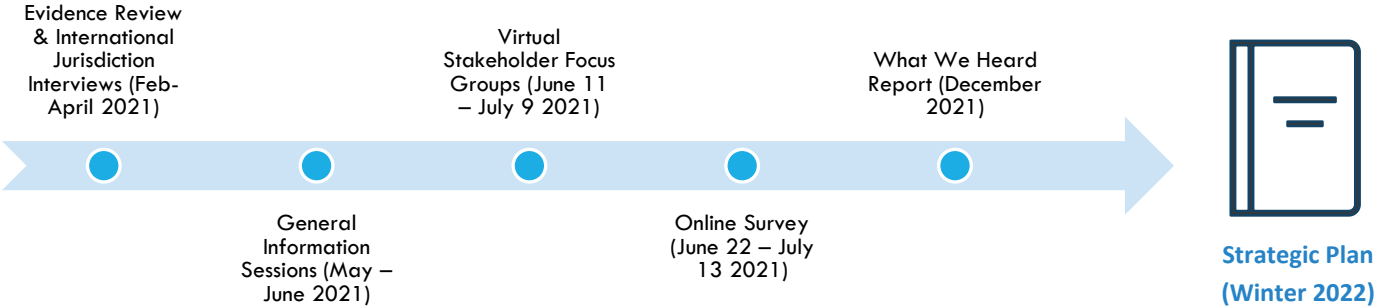 Evidence Review
& International
Jurisdiction
Interviews (Feb-
April 2021)
General
Information
Sessions (May –
June 2021)
Virtual
Stakeholder Focus
Groups (June 11
– July 9 2021)
Online Survey
(June 22 – July
13 2021)
What We Heard
Report (December
2021)
Strategic Plan
(Winter 2022)